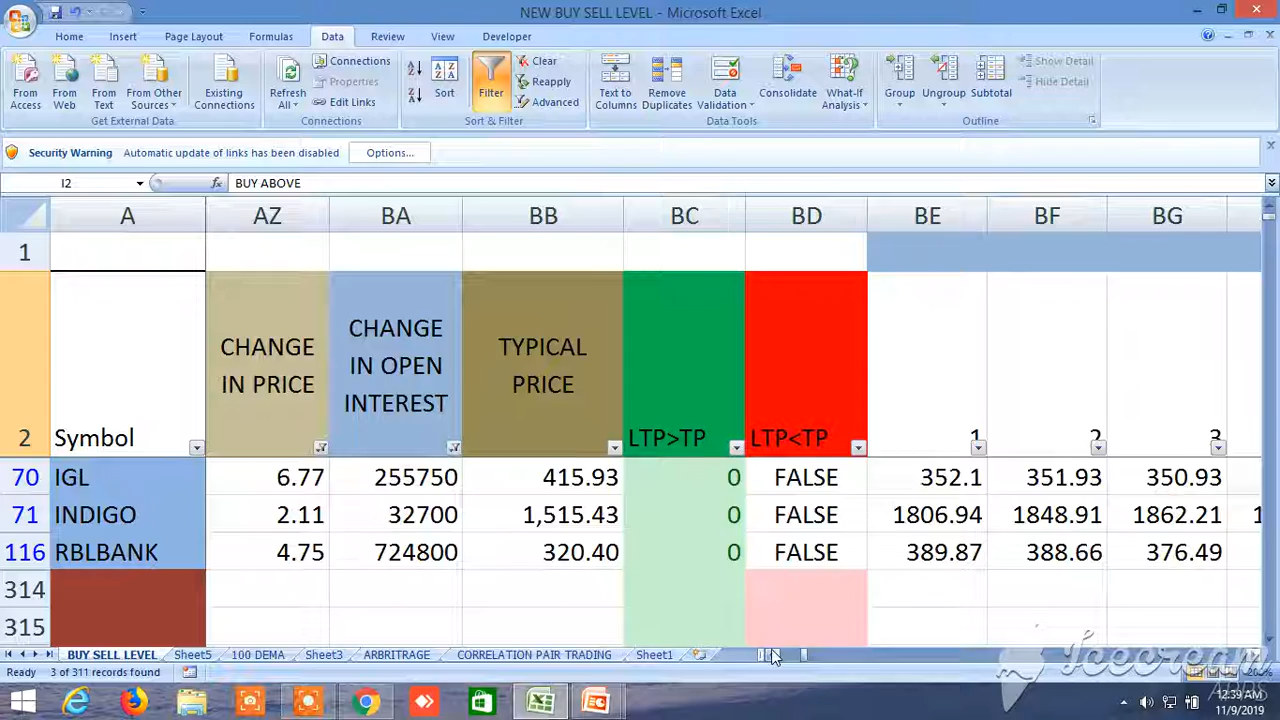 NEW BUY SELL LEVEL - Microsoft Excel
Home Insert Page Layout Formulas Data Review View Developer
From Access
From Web
From Text
From Other Sources
Existing Connections
Get External Data
Refresh All
Connections
Properties
Edit Links
Connections
Sort
Filter
Clear
Reapply
Advanced
Sort & Filter
Text to Columns
Remove Duplicates
Data Validation
Consolidate
What-If Analysis
Data Tools
Group
Ungroup
Subtotal
Show Detail
Hide Detail
Outline
Security Warning Automatic update of links has been disabled Options...
I2 fx BUY ABOVE
A AZ BA BB BC BD BE BF BG
1
2 Symbol CHANGE IN PRICE CHANGE IN OPEN INTEREST TYPICAL PRICE LTP>TP LTP<TP 1 2 3
70 IGL 6.77 255750 415.93 0 FALSE 352.1 351.93 350.93
71 INDIGO 2.11 32700 1,515.43 0 FALSE 1806.94 1848.91 1862.21 1
116 RBLBANK 4.75 724800 320.40 0 FALSE 389.87 388.66 376.49
314
315
BUY SELL LEVEL Sheet5 100 DEMA Sheet3 ARBITRAGE CORRELATION PAIR TRADING Sheet1
Ready 3 of 311 records found
Icecream
Apps
12:39 AM
11/9/2019